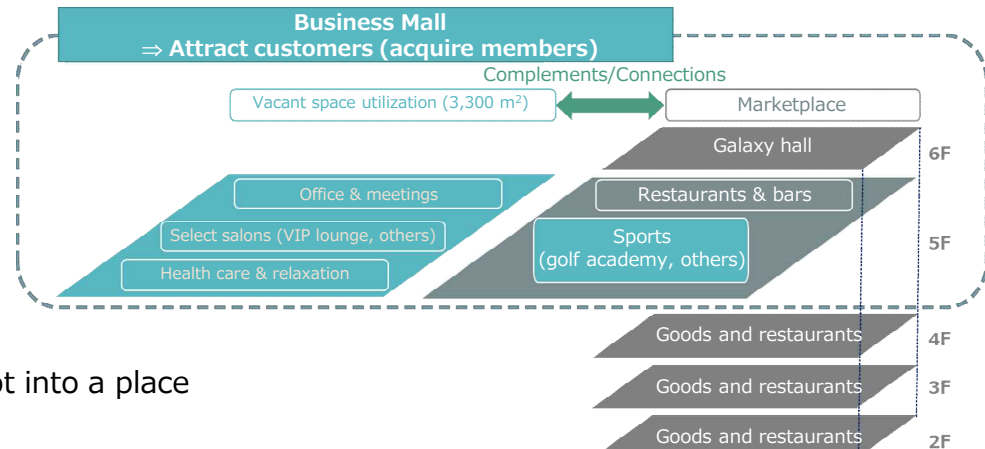 Business Mall
⇒ Attract customers (acquire members)
Complements/Connections
Vacant space utilization (3,300 m²)
Marketplace
Galaxy hall
6F
Office & meetings
Restaurants & bars
Select salons (VIP lounge, others)
Sports
(golf academy, others)
5F
Health care & relaxation
Goods and restaurants
4F
ot into a place
Goods and restaurants
3F
Goods and restaurants
2F